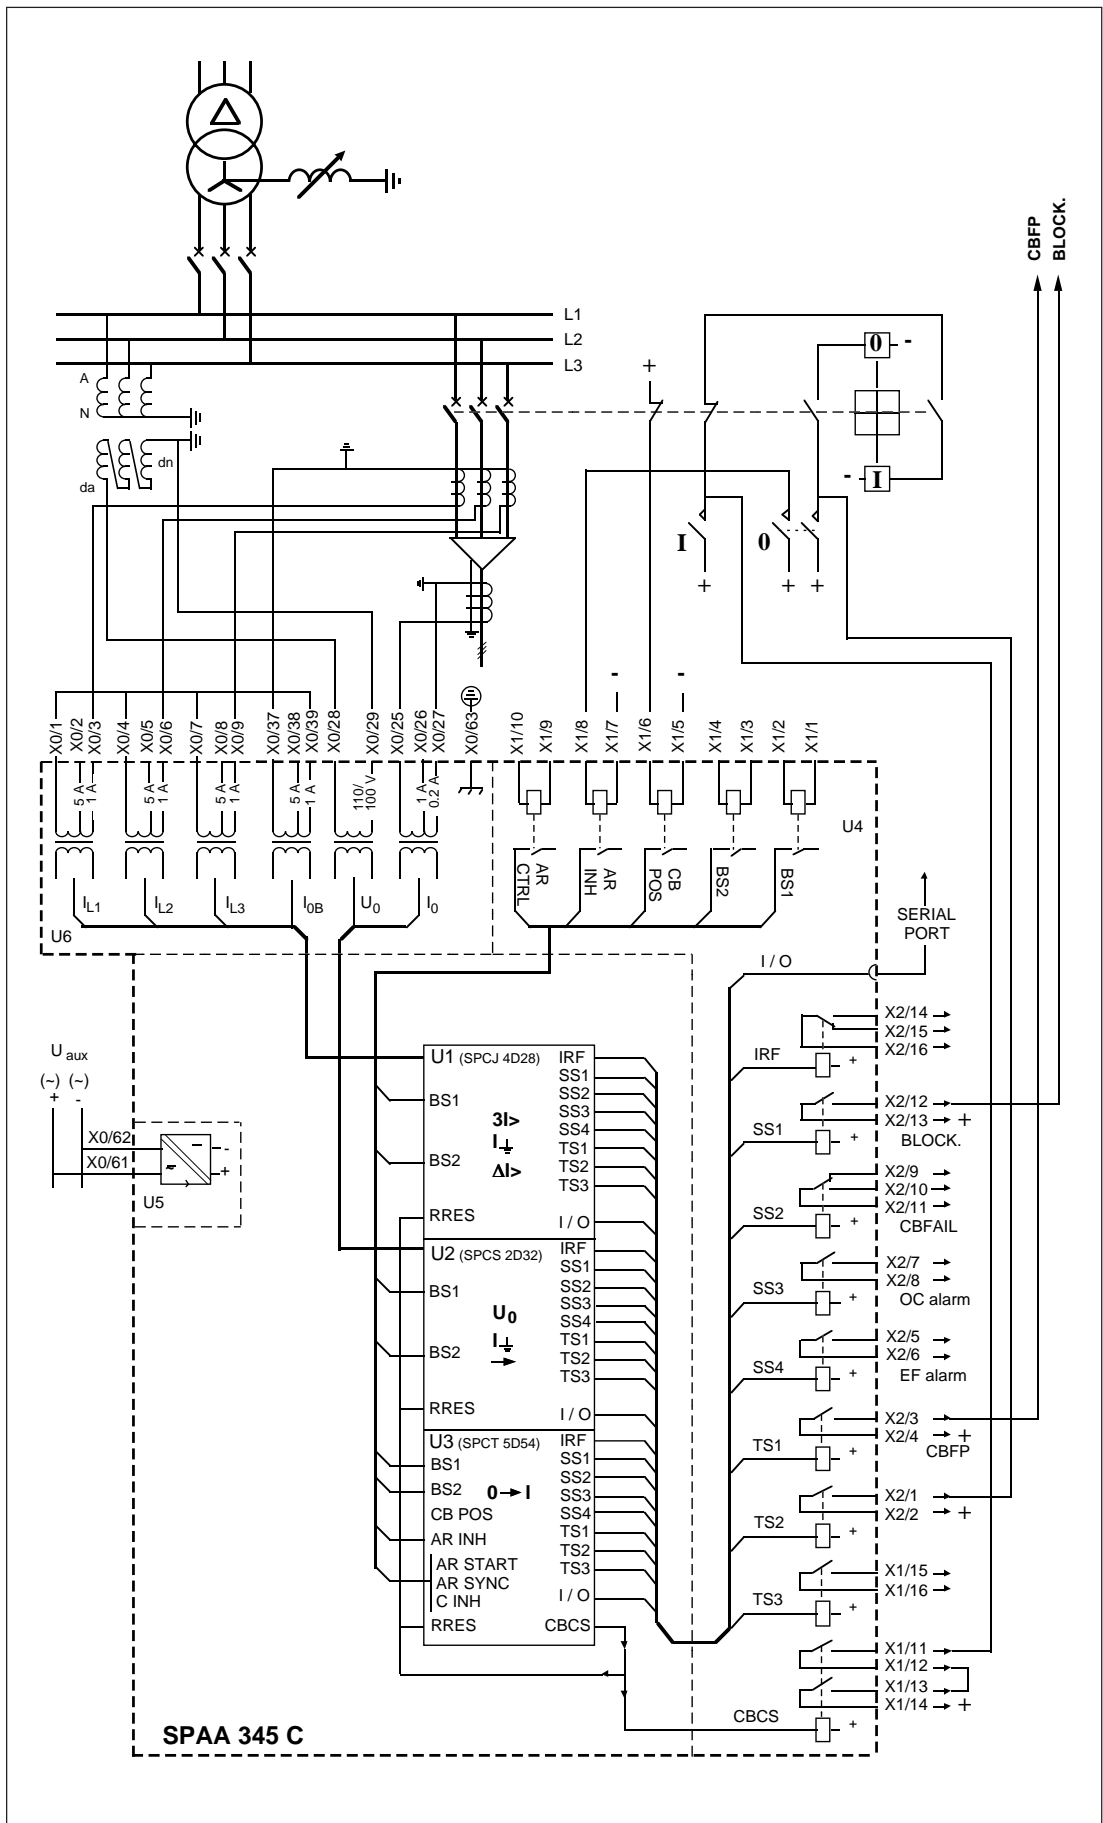 CBFP
BLOCK.
L1
L2
L3
A
N
da
dn
+
0
-
-
I
I
0
+
+
+
-
-
X0/1
X0/2
X0/3
X0/4
X0/5
X0/6
X0/7
X0/8
X0/9
X0/37
X0/38
X0/39
X0/28
X0/29
X0/25
X0/26
X0/27
X0/63
X1/10
X1/9
X1/8
X1/7
X1/6
X1/5
X1/4
X1/3
X1/2
X1/1
5 A
1 A
5 A
1 A
5 A
1 A
5 A
1 A
110/
100 V
1 A
0.2 A
U4
IL1
IL2
IL3
I0B
U0
I0
U6
AR
CTRL
AR
INH
CB
POS
BS2
BS1
SERIAL
PORT
I / O
U aux
(~) (~)
+ -
X0/62
X0/61
-
+
U5
U1 (SPCJ 4D28)
BS1
BS2
RRES
3I>
I
ΔI>
IRF
SS1
SS2
SS3
SS4
TS1
TS2
TS3
I / O
U2 (SPCS 2D32)
BS1
BS2
RRES
U0
I
IRF
SS1
SS2
SS3
SS4
TS1
TS2
TS3
I / O
U3 (SPCT 5D54)
BS1
BS2
CB POS
AR INH
AR START
AR SYNC
C INH
RRES
0→I
IRF
SS1
SS2
SS3
SS4
TS1
TS2
TS3
I / O
CBCS
IRF
+
X2/14
X2/15
X2/16
SS1
+
X2/12
X2/13 +
BLOCK.
SS2
+
X2/9
X2/10
X2/11
CBFAIL
SS3
+
X2/7
X2/8
OC alarm
SS4
+
X2/5
X2/6
EF alarm
TS1
+
X2/3
X2/4 +
CBFP
TS2
+
X2/1
X2/2 +
TS3
+
X1/15
X1/16
CBCS
+
X1/11
X1/12
X1/13
X1/14 +
SPAA 345 C